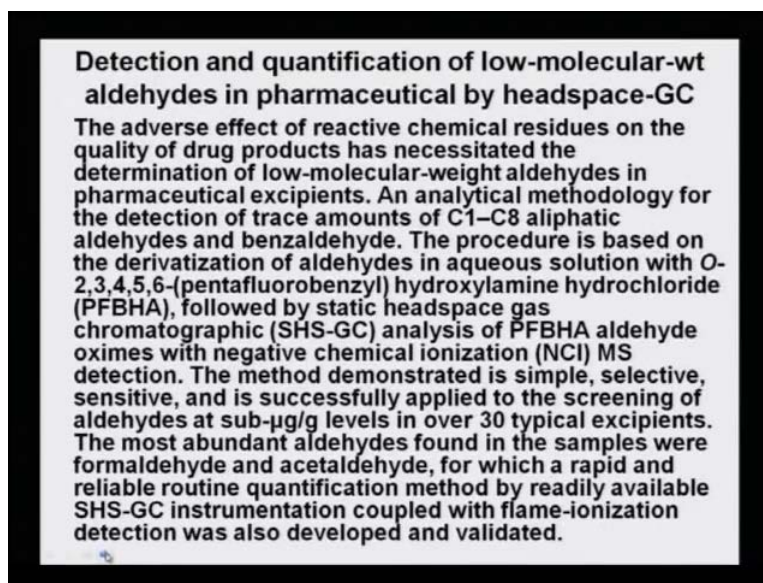 Detection and quantification of low-molecular-wt
aldehydes in pharmaceutical by headspace-GC
The adverse effect of reactive chemical residues on the
quality of drug products has necessitated the
determination of low-molecular-weight aldehydes in
pharmaceutical excipients. An analytical methodology for
the detection of trace amounts of C1–C8 aliphatic
aldehydes and benzaldehyde. The procedure is based on
the derivatization of aldehydes in aqueous solution with O-
2,3,4,5,6-(pentafluorobenzyl) hydroxylamine hydrochloride
(PFBHA), followed by static headspace gas
chromatographic (SHS-GC) analysis of PFBHA aldehyde
oximes with negative chemical ionization (NCI) MS
detection. The method demonstrated is simple, selective,
sensitive, and is successfully applied to the screening of
aldehydes at sub-µg/g levels in over 30 typical excipients.
The most abundant aldehydes found in the samples were
formaldehyde and acetaldehyde, for which a rapid and
reliable routine quantification method by readily available
SHS-GC instrumentation coupled with flame-ionization
detection was also developed and validated.